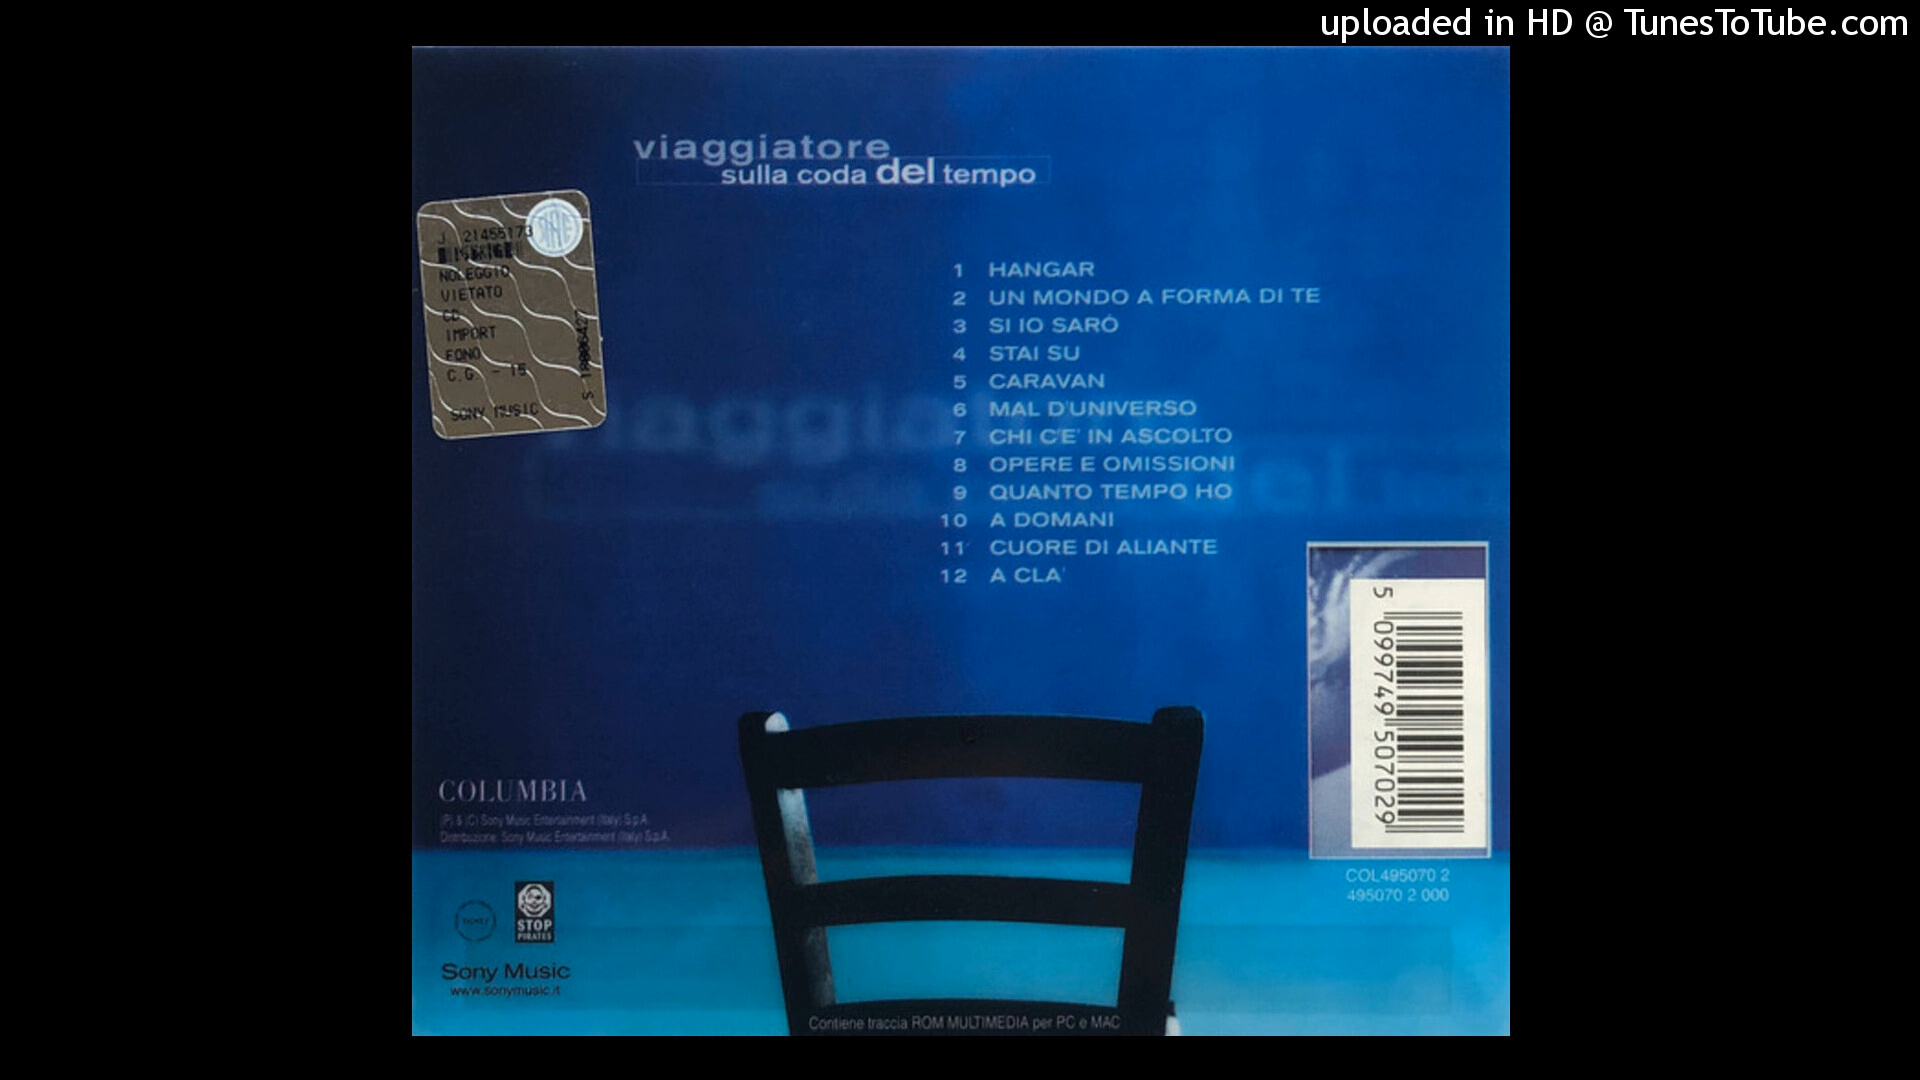 uploaded in HD @ TunesToTube.com
viaggiatore
sulla coda del tempo
J 21455173
NOLEGGIO
VIETATO
CD
IMPORT
FONO
C.G. - 15
SONY MUSIC
1 HANGAR
2 UN MONDO A FORMA DI TE
3 SI IO SARÓ
4 STAI SU
5 CARAVAN
6 MAL D'UNIVERSO
7 CHI C'E' IN ASCOLTO
8 OPERE E OMISSIONI
9 QUANTO TEMPO HO
10 A DOMANI
11 CUORE DI ALIANTE
12 A CLA'
5 099749 507029
COL495070 2
495070 2 000
COLUMBIA
(P) & (C) Sony Music Entertainment (Italy) S.p.A.
Distribuzione: Sony Music Entertainment (Italy) S.p.A.
STOP
PIRATES
Sony Music
www.sonymusic.it
Contiene traccia ROM MULTIMEDIA per PC e MAC